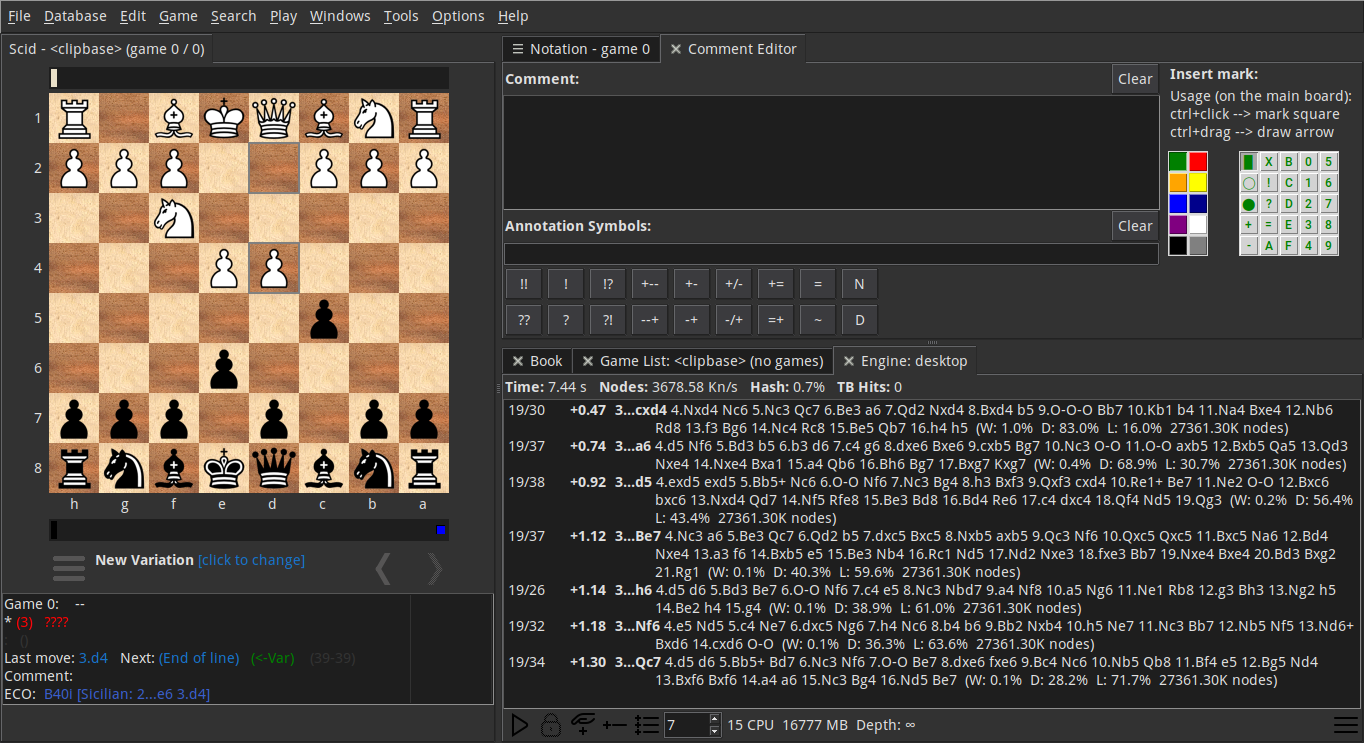 File Database Edit Game Search Play Windows Tools Options Help
Scid - <clipbase> (game 0 / 0)
1
2
3
4
5
6
7
8
h g f e d c b a
New Variation [click to change]
Game 0: --
* (3) ????
: ()
Last move: 3.d4 Next: (End of line) (<-Var) (39-39)
Comment:
ECO: B40i [Sicilian: 2...e6 3.d4]
Notation - game 0 Comment Editor
Comment: Clear
Annotation Symbols: Clear
!! ! !? +-- +- +/- += = N
?? ? ?! --+ -+ -/+ =+ ~ D
Insert mark:
Usage (on the main board):
ctrl+click --> mark square
ctrl+drag --> draw arrow
X B 0 5
! C 1 6
? D 2 7
+ = E 3 8
- A F 4 9
Book Game List: <clipbase> (no games) Engine: desktop
Time: 7.44 s Nodes: 3678.58 Kn/s Hash: 0.7% TB Hits: 0
19/30 +0.47 3...cxd4 4.Nxd4 Nc6 5.Nc3 Qc7 6.Be3 a6 7.Qd2 Nxd4 8.Bxd4 b5 9.O-O-O Bb7 10.Kb1 b4 11.Na4 Bxe4 12.Nb6
Rd8 13.f3 Bg6 14.Nc4 Rc8 15.Be5 Qb7 16.h4 h5 (W: 1.0% D: 83.0% L: 16.0% 27361.30K nodes)
19/37 +0.74 3...a6 4.d5 Nf6 5.Bd3 b5 6.b3 d6 7.c4 g6 8.dxe6 Bxe6 9.cxb5 Bg7 10.Nc3 O-O 11.O-O axb5 12.Bxb5 Qa5 13.Qd3
Nxe4 14.Nxe4 Bxa1 15.a4 Qb6 16.Bh6 Bg7 17.Bxg7 Kxg7 (W: 0.4% D: 68.9% L: 30.7% 27361.30K nodes)
19/38 +0.92 3...d5 4.exd5 exd5 5.Bb5+ Nc6 6.O-O Nf6 7.Nc3 Bg4 8.h3 Bxf3 9.Qxf3 cxd4 10.Re1+ Be7 11.Ne2 O-O 12.Bxc6
bxc6 13.Nxd4 Qd7 14.Nf5 Rfe8 15.Be3 Bd8 16.Bd4 Re6 17.c4 dxc4 18.Qf4 Nd5 19.Qg3 (W: 0.2% D: 56.4%
L: 43.4% 27361.30K nodes)
19/37 +1.12 3...Be7 4.Nc3 a6 5.Be3 Qc7 6.Qd2 b5 7.dxc5 Bxc5 8.Nxb5 axb5 9.Qc3 Nf6 10.Qxc5 Qxc5 11.Bxc5 Na6 12.Bd4
Nxe4 13.a3 f6 14.Bxb5 e5 15.Be3 Nb4 16.Rc1 Nd5 17.Nd2 Nxe3 18.fxe3 Bb7 19.Nxe4 Bxe4 20.Bd3 Bxg2
21.Rg1 (W: 0.1% D: 40.3% L: 59.6% 27361.30K nodes)
19/26 +1.14 3...h6 4.d5 d6 5.Bd3 Be7 6.O-O Nf6 7.c4 e5 8.Nc3 Nbd7 9.a4 Nf8 10.a5 Ng6 11.Ne1 Rb8 12.g3 Bh3 13.Ng2 h5
14.Be2 h4 15.g4 (W: 0.1% D: 38.9% L: 61.0% 27361.30K nodes)
19/32 +1.18 3...Nf6 4.e5 Nd5 5.c4 Ne7 6.dxc5 Ng6 7.h4 Nc6 8.b4 b6 9.Bb2 Nxb4 10.h5 Ne7 11.Nc3 Bb7 12.Nb5 Nf5 13.Nd6+
Bxd6 14.cxd6 O-O (W: 0.1% D: 36.3% L: 63.6% 27361.30K nodes)
19/34 +1.30 3...Qc7 4.d5 d6 5.Bb5+ Bd7 6.Nc3 Nf6 7.O-O Be7 8.dxe6 fxe6 9.Bc4 Nc6 10.Nb5 Qb8 11.Bf4 e5 12.Bg5 Nd4
13.Bxf6 Bxf6 14.a4 a6 15.Nc3 Bg4 16.Nd5 Be7 (W: 0.1% D: 28.2% L: 71.7% 27361.30K nodes)
7 15 CPU 16777 MB Depth: ∞